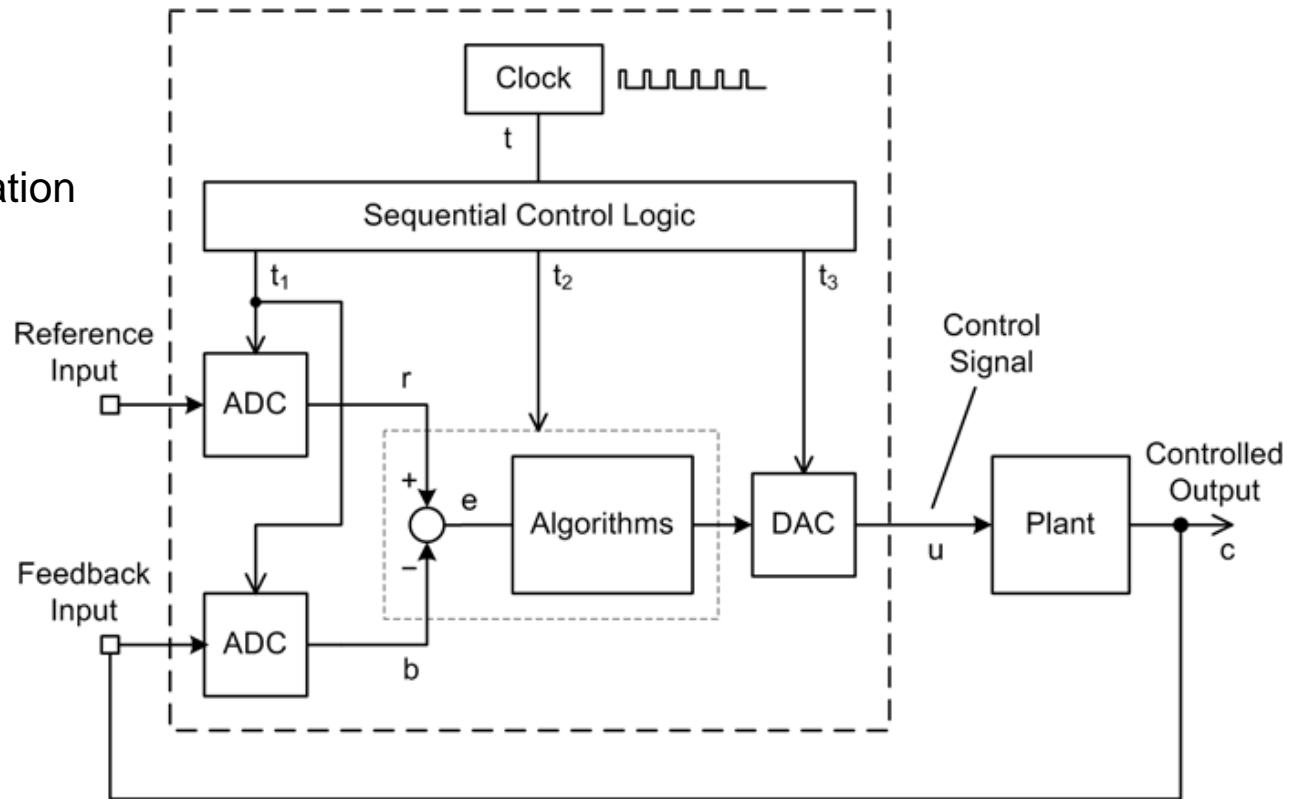 Clock
t
ation
Sequential Control Logic
t₁
t₂
t₃
Reference
Input
ADC
r
Control
Signal
+
e
Algorithms
DAC
u
Plant
Controlled
Output
c
−
Feedback
Input
ADC
b